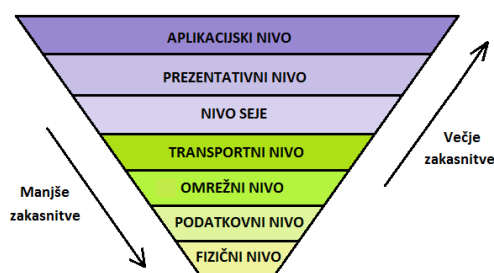 APLIKACIJSKI NIVO
PREZENTATIVNI NIVO
NIVO SEJE
TRANSPORTNI NIVO
OMREŽNI NIVO
PODATKOVNI NIVO
FIZIČNI NIVO
Manjše
zakasnitve
Večje
zakasnitve